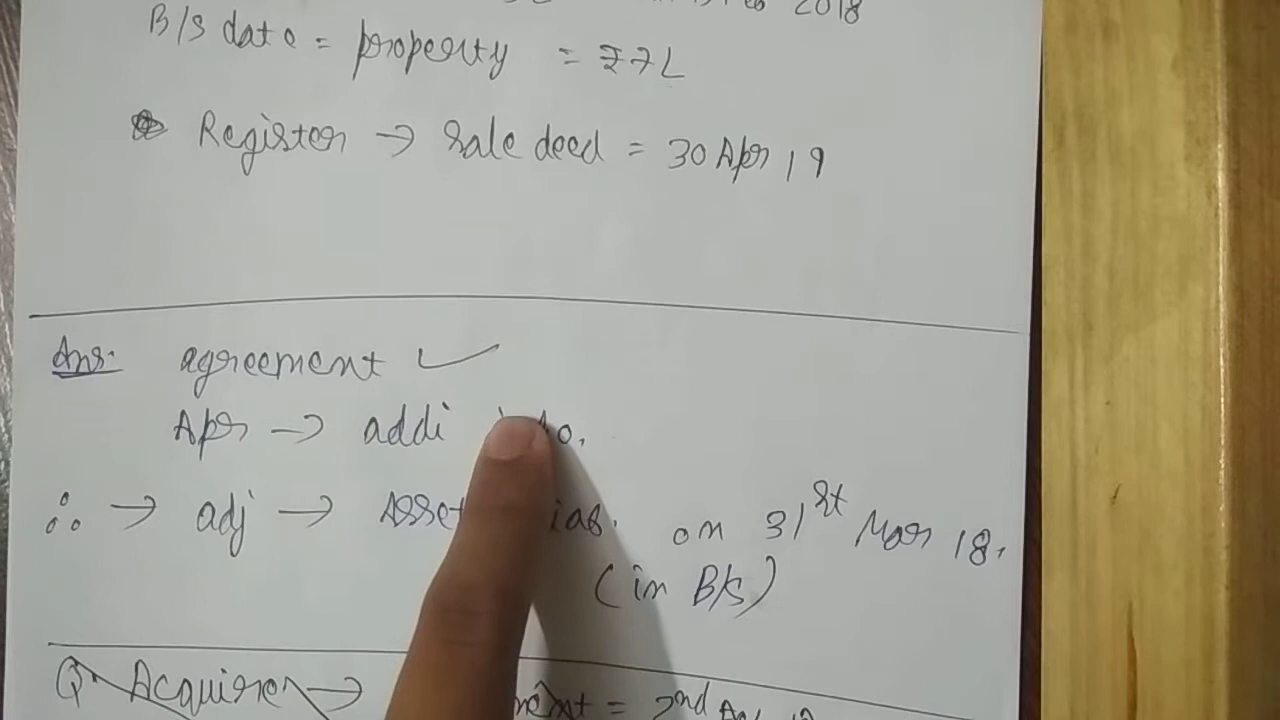 2018
B/S date = property = ₹7L
Register → Sale deed = 30 Apr 19
Ans. agreement ✓
Apr → addi
∴ → adj → Asset on 31st Mar 18.
(in B/S)
Q. Acquirer → = 2nd